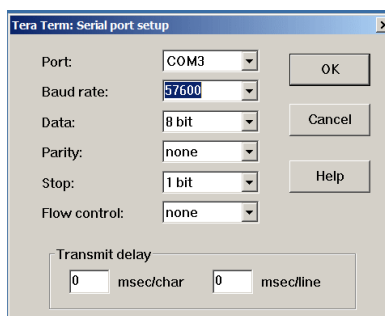 Tera Term: Serial port setup
Port: COM3
OK
Baud rate: 57600
Data: 8 bit
Cancel
Parity: none
Stop: 1 bit
Help
Flow control: none
Transmit delay
0 msec/char 0 msec/line